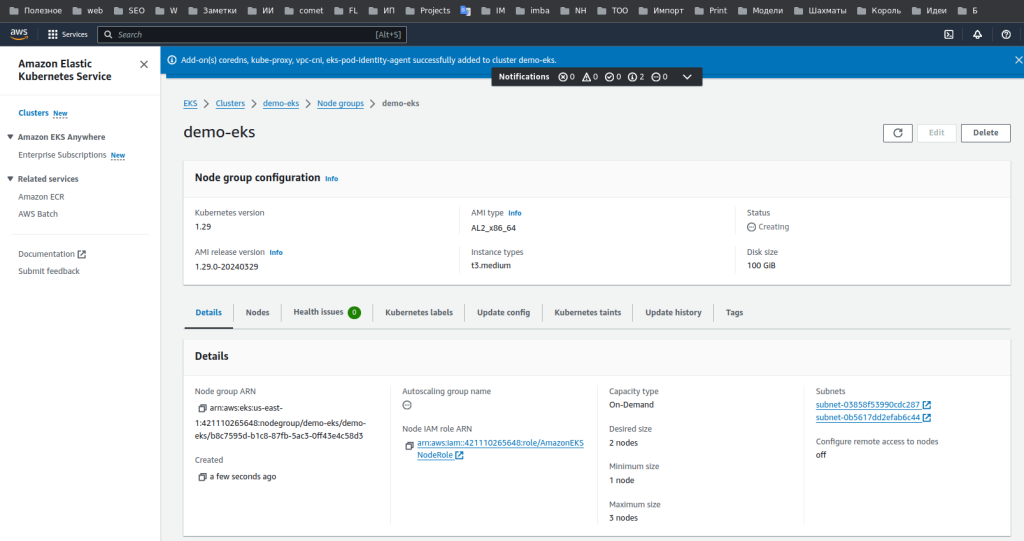 Полезное web SEO W Заметки ИИ comet FL ИП Projects IM imba NH ТОО Импорт Print Модели Шахматы Король Идеи Б
aws Services Search [Alt+S]
Amazon Elastic
Kubernetes Service
Clusters New
Amazon EKS Anywhere
Enterprise Subscriptions New
Related services
Amazon ECR
AWS Batch
Documentation
Submit feedback
Add-on(s) coredns, kube-proxy, vpc-cni, eks-pod-identity-agent successfully added to cluster demo-eks.
Notifications 0 0 0 2 0
EKS Clusters demo-eks Node groups demo-eks
demo-eks
Edit Delete
Node group configuration Info
Kubernetes version
1.29
AMI type Info
AL2_x86_64
Status
Creating
AMI release version Info
1.29.0-20240329
Instance types
t3.medium
Disk size
100 GiB
Details Nodes Health issues 0 Kubernetes labels Update config Kubernetes taints Update history Tags
Details
Node group ARN
arn:aws:eks:us-east-
1:421110265648:nodegroup/demo-eks/demo-
eks/b8c7595d-b1c8-87fb-5ac3-0ff43e4c58d3
Created
a few seconds ago
Autoscaling group name
Node IAM role ARN
arn:aws:iam::421110265648:role/AmazonEKS
NodeRole
Capacity type
On-Demand
Desired size
2 nodes
Minimum size
1 node
Maximum size
3 nodes
Subnets
subnet-03858f53990cdc287
subnet-0b5617dd2efab6c44
Configure remote access to nodes
off